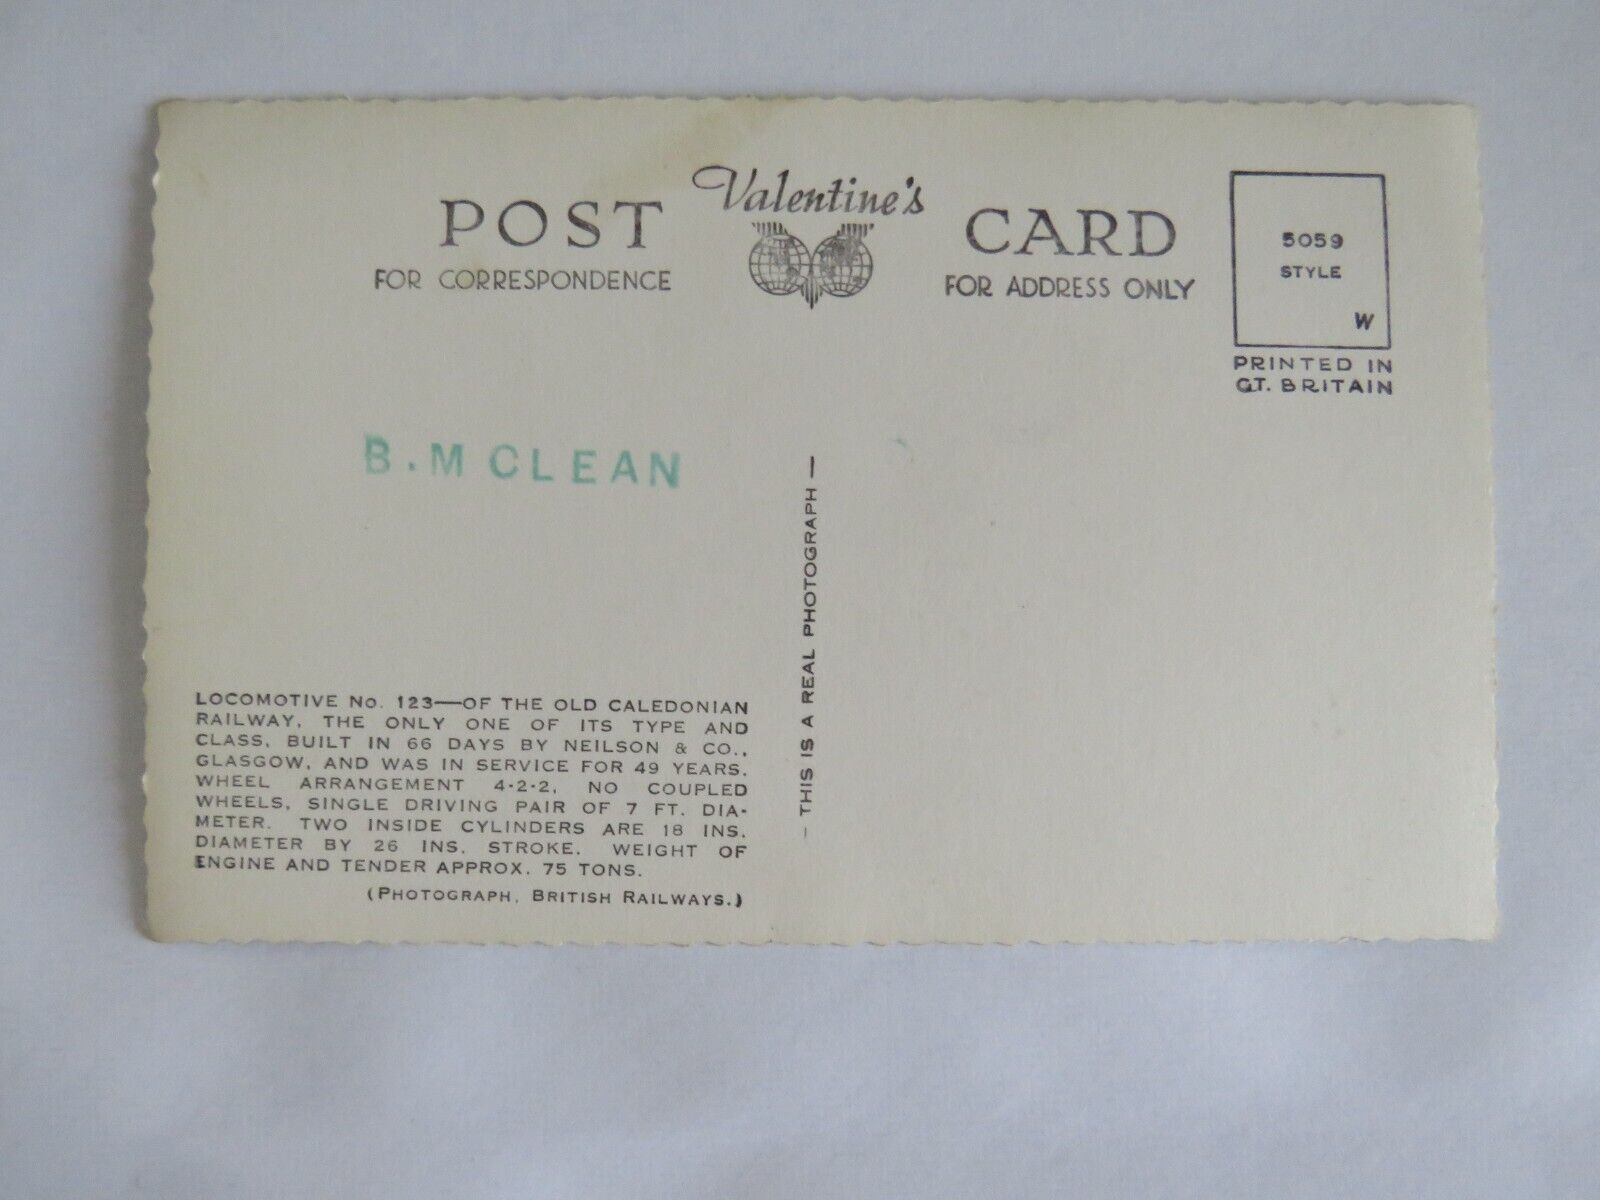 Valentine's
POST CARD
FOR CORRESPONDENCE
FOR ADDRESS ONLY
5059
STYLE
W
PRINTED IN
GT. BRITAIN
B. M CLEAN
— THIS IS A REAL PHOTOGRAPH —
LOCOMOTIVE No. 123—OF THE OLD CALEDONIAN
RAILWAY, THE ONLY ONE OF ITS TYPE AND
CLASS, BUILT IN 66 DAYS BY NEILSON & CO.,
GLASGOW, AND WAS IN SERVICE FOR 49 YEARS.
WHEEL ARRANGEMENT 4-2-2, NO COUPLED
WHEELS, SINGLE DRIVING PAIR OF 7 FT. DIA-
METER. TWO INSIDE CYLINDERS ARE 18 INS.
DIAMETER BY 26 INS. STROKE. WEIGHT OF
ENGINE AND TENDER APPROX. 75 TONS.
(PHOTOGRAPH, BRITISH RAILWAYS.)